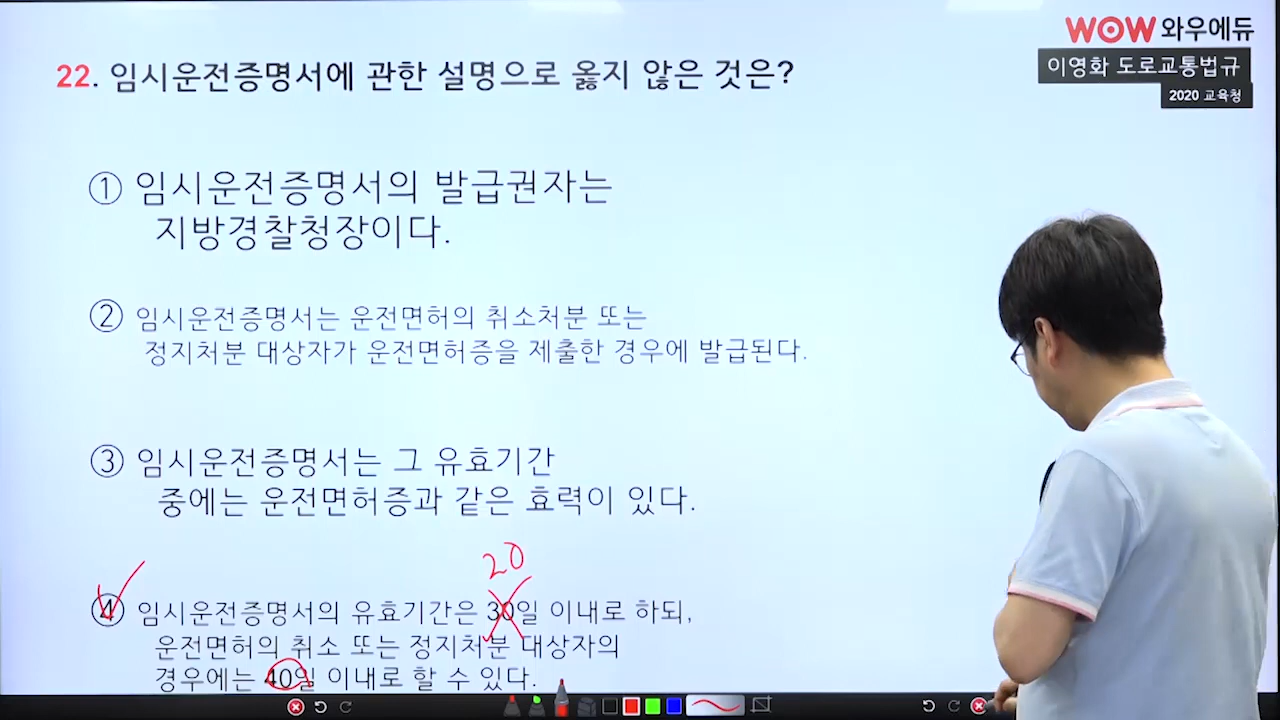 WOW 와우에듀
이영화 도로교통법규
2020 교육청
22. 임시운전증명서에 관한 설명으로 옳지 않은 것은?
① 임시운전증명서의 발급권자는
지방경찰청장이다.
② 임시운전증명서는 운전면허의 취소처분 또는
정지처분 대상자가 운전면허증을 제출한 경우에 발급된다.
③ 임시운전증명서는 그 유효기간
중에는 운전면허증과 같은 효력이 있다.
20
④ 임시운전증명서의 유효기간은 30일 이내로 하되,
운전면허의 취소 또는 정지처분 대상자의
경우에는 40일 이내로 할 수 있다.